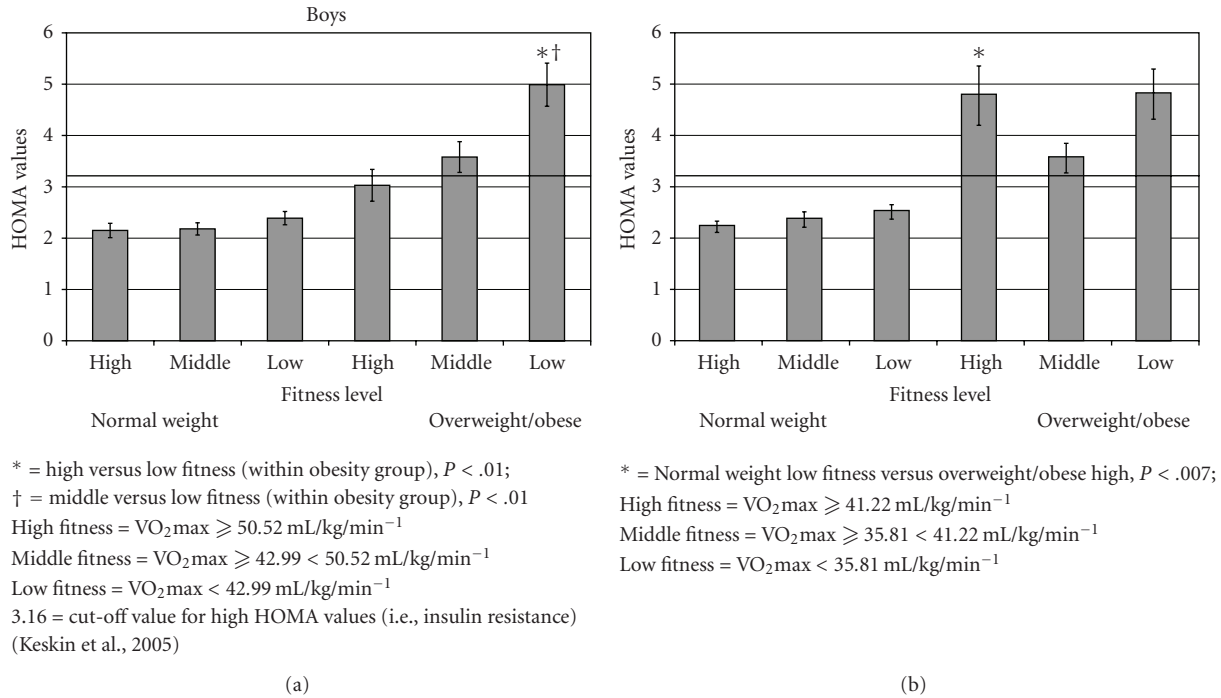 Boys
6
5
4
3
2
1
0
HOMA values
*†
High Middle Low High Middle Low
Fitness level
Normal weight Overweight/obese
* = high versus low fitness (within obesity group), P < .01;
† = middle versus low fitness (within obesity group), P < .01
High fitness = VO₂max ⩾ 50.52 mL/kg/min⁻¹
Middle fitness = VO₂max ⩾ 42.99 < 50.52 mL/kg/min⁻¹
Low fitness = VO₂max < 42.99 mL/kg/min⁻¹
3.16 = cut-off value for high HOMA values (i.e., insulin resistance)
(Keskin et al., 2005)
(a)
6
5
4
3
2
1
0
HOMA values
*
High Middle Low High Middle Low
Fitness level
Normal weight Overweight/obese
* = Normal weight low fitness versus overweight/obese high, P < .007;
High fitness = VO₂max ⩾ 41.22 mL/kg/min⁻¹
Middle fitness = VO₂max ⩾ 35.81 < 41.22 mL/kg/min⁻¹
Low fitness = VO₂max < 35.81 mL/kg/min⁻¹
(b)